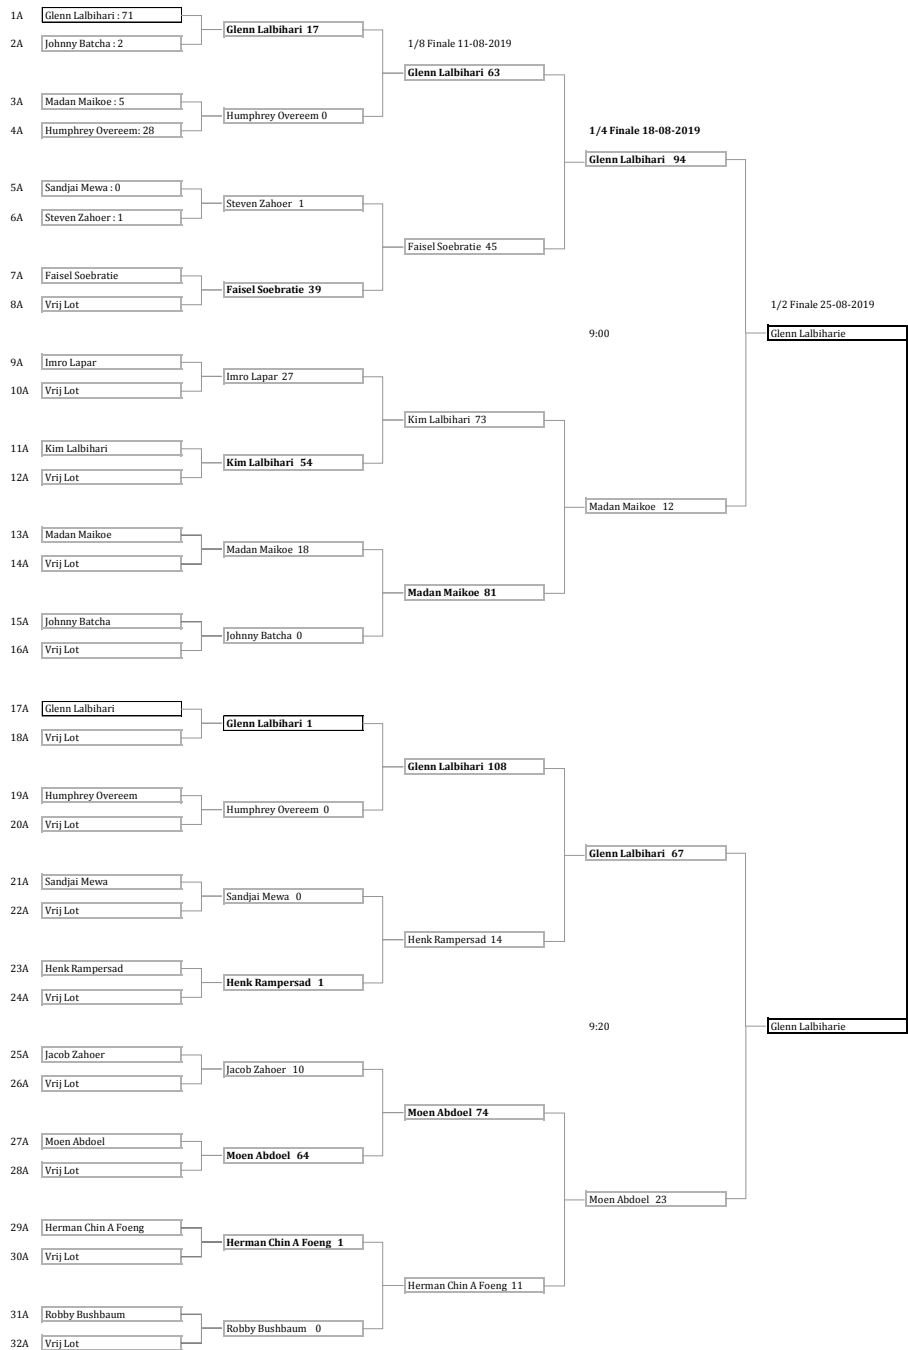 1A Glenn Lalbihari : 71
Glenn Lalbihari 17
2A Johnny Batcha : 2
1/8 Finale 11-08-2019
Glenn Lalbihari 63
3A Madan Maikoe : 5
Humphrey Overeem 0
4A Humphrey Overeem: 28
1/4 Finale 18-08-2019
Glenn Lalbihari 94
5A Sandjai Mewa : 0
Steven Zahoer 1
6A Steven Zahoer : 1
Faisel Soebratie 45
7A Faisel Soebratie
Faisel Soebratie 39
8A Vrij Lot
1/2 Finale 25-08-2019
9:00
Glenn Lalbiharie
9A Imro Lapar
Imro Lapar 27
10A Vrij Lot
Kim Lalbihari 73
11A Kim Lalbihari
Kim Lalbihari 54
12A Vrij Lot
Madan Maikoe 12
13A Madan Maikoe
Madan Maikoe 18
14A Vrij Lot
Madan Maikoe 81
15A Johnny Batcha
Johnny Batcha 0
16A Vrij Lot
17A Glenn Lalbihari
Glenn Lalbihari 1
18A Vrij Lot
Glenn Lalbihari 108
19A Humphrey Overeem
Humphrey Overeem 0
20A Vrij Lot
Glenn Lalbihari 67
21A Sandjai Mewa
Sandjai Mewa 0
22A Vrij Lot
Henk Rampersad 14
23A Henk Rampersad
Henk Rampersad 1
24A Vrij Lot
9:20
Glenn Lalbiharie
25A Jacob Zahoer
Jacob Zahoer 10
26A Vrij Lot
Moen Abdoel 74
27A Moen Abdoel
Moen Abdoel 64
28A Vrij Lot
Moen Abdoel 23
29A Herman Chin A Foeng
Herman Chin A Foeng 1
30A Vrij Lot
Herman Chin A Foeng 11
31A Robby Bushbaum
Robby Bushbaum 0
32A Vrij Lot